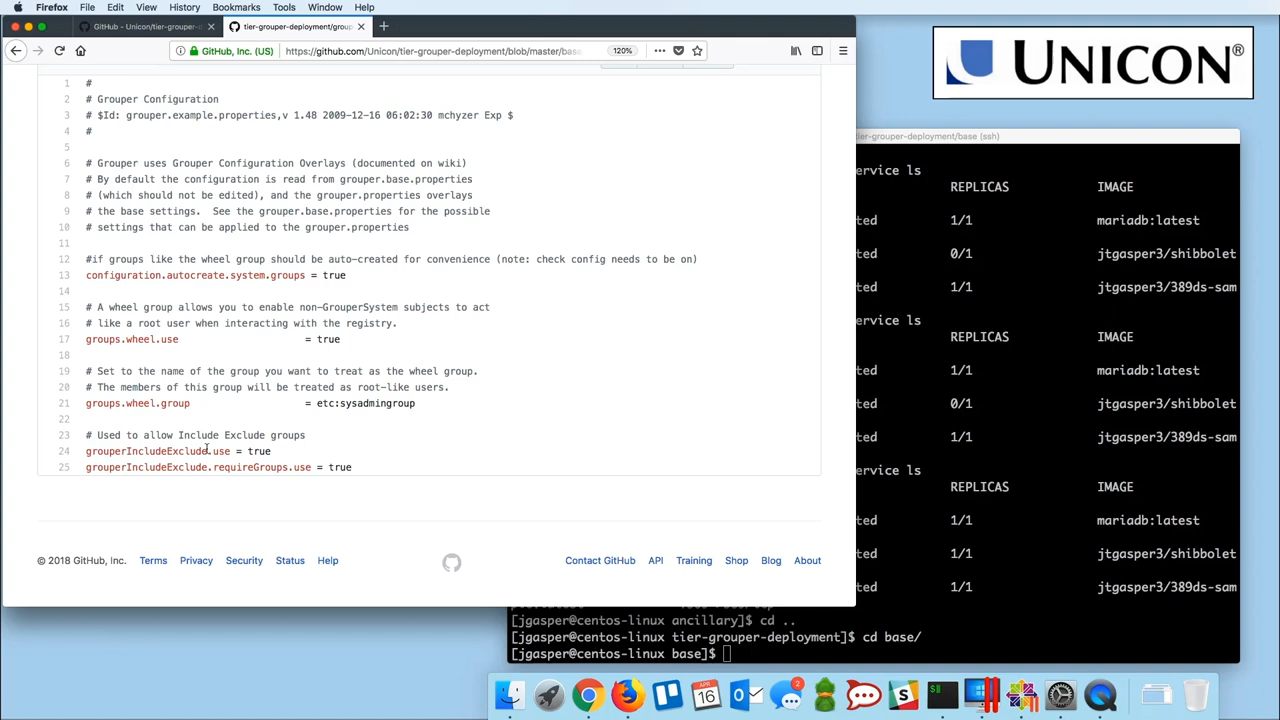 Firefox File Edit View History Bookmarks Tools Window Help
GitHub - Unicon/tier-grouper-
tier-grouper-deployment/group
GitHub, Inc. (US) https://github.com/Unicon/tier-grouper-deployment/blob/master/base 120%
1 #
2 # Grouper Configuration
3 # $Id: grouper.example.properties,v 1.48 2009-12-16 06:02:30 mchyzer Exp $
4 #
5
6 # Grouper uses Grouper Configuration Overlays (documented on wiki)
7 # By default the configuration is read from grouper.base.properties
8 # (which should not be edited), and the grouper.properties overlays
9 # the base settings.  See the grouper.base.properties for the possible
10 # settings that can be applied to the grouper.properties
11
12 #if groups like the wheel group should be auto-created for convenience (note: check config needs to be on)
13 configuration.autocreate.system.groups = true
14
15 # A wheel group allows you to enable non-GrouperSystem subjects to act
16 # like a root user when interacting with the registry.
17 groups.wheel.use = true
18
19 # Set to the name of the group you want to treat as the wheel group.
20 # The members of this group will be treated as root-like users.
21 groups.wheel.group = etc:sysadmingroup
22
23 # Used to allow Include Exclude groups
24 grouperIncludeExclude.use = true
25 grouperIncludeExclude.requireGroups.use = true
© 2018 GitHub, Inc. Terms Privacy Security Status Help Contact GitHub API Training Shop Blog About
UNICON®
tier-grouper-deployment/base (ssh)
ervice ls
REPLICAS IMAGE
ted 1/1 mariadb:latest
ted 0/1 jtgasper3/shibbolet
ted 1/1 jtgasper3/389ds-sam
ervice ls
REPLICAS IMAGE
ted 1/1 mariadb:latest
ted 0/1 jtgasper3/shibbolet
ted 1/1 jtgasper3/389ds-sam
ervice ls
REPLICAS IMAGE
ted 1/1 mariadb:latest
ted 1/1 jtgasper3/shibbolet
ted 1/1 jtgasper3/389ds-sam
[jgasper@centos-linux ancillary]$ cd ..
[jgasper@centos-linux tier-grouper-deployment]$ cd base/
[jgasper@centos-linux base]$
APR
16
2